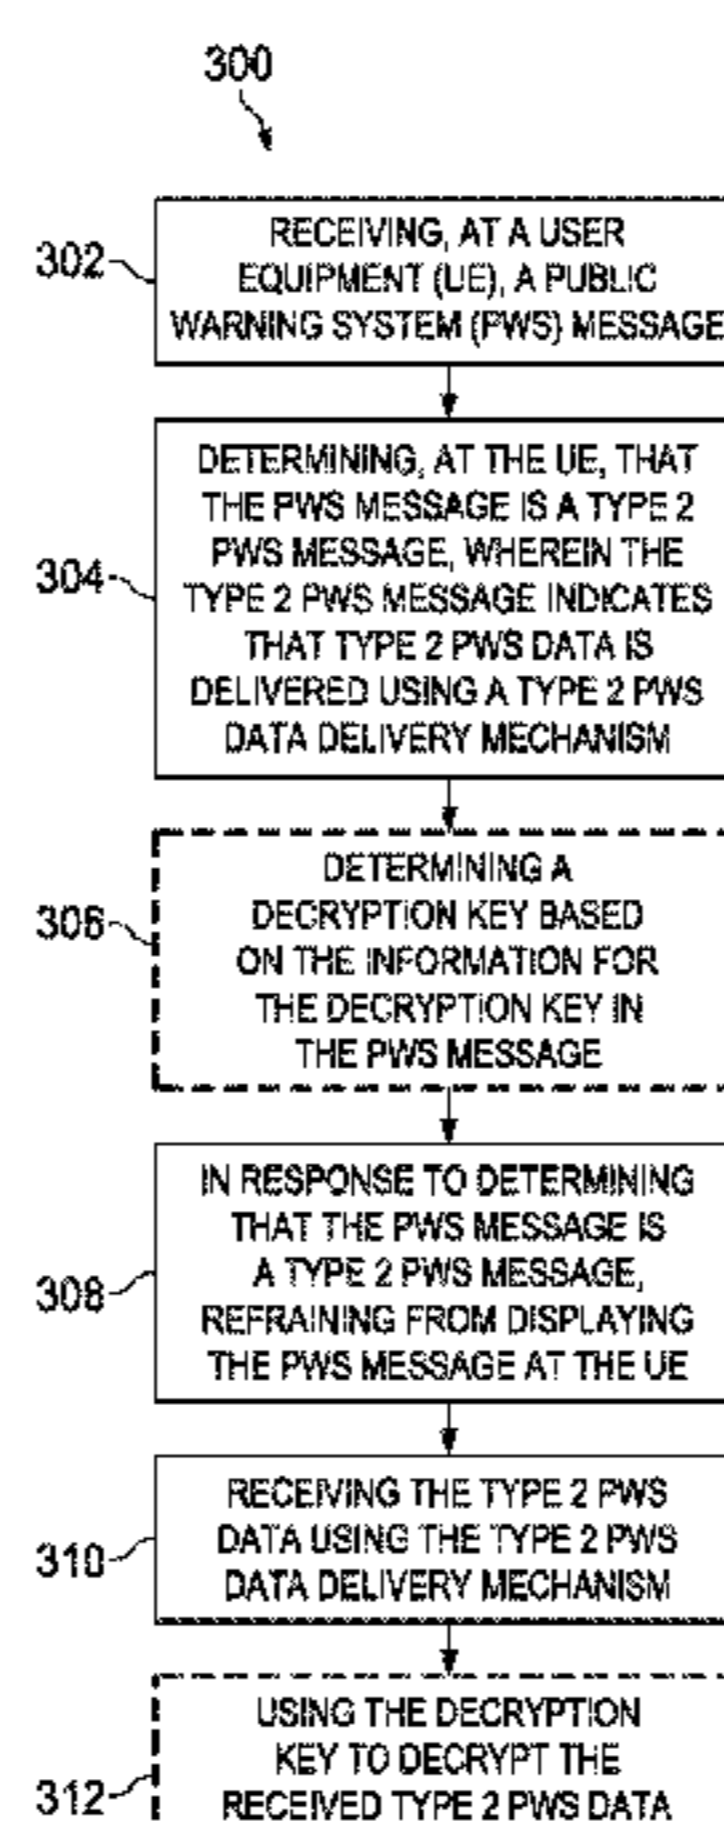 300
302
RECEIVING, AT A USER
EQUIPMENT (UE), A PUBLIC
WARNING SYSTEM (PWS) MESSAGE
304
DETERMINING, AT THE UE, THAT
THE PWS MESSAGE IS A TYPE 2
PWS MESSAGE, WHEREIN THE
TYPE 2 PWS MESSAGE INDICATES
THAT TYPE 2 PWS DATA IS
DELIVERED USING A TYPE 2 PWS
DATA DELIVERY MECHANISM
306
DETERMINING A
DECRYPTION KEY BASED
ON THE INFORMATION FOR
THE DECRYPTION KEY IN
THE PWS MESSAGE
308
IN RESPONSE TO DETERMINING
THAT THE PWS MESSAGE IS
A TYPE 2 PWS MESSAGE,
REFRAINING FROM DISPLAYING
THE PWS MESSAGE AT THE UE
310
RECEIVING THE TYPE 2 PWS
DATA USING THE TYPE 2 PWS
DATA DELIVERY MECHANISM
312
USING THE DECRYPTION
KEY TO DECRYPT THE
RECEIVED TYPE 2 PWS DATA